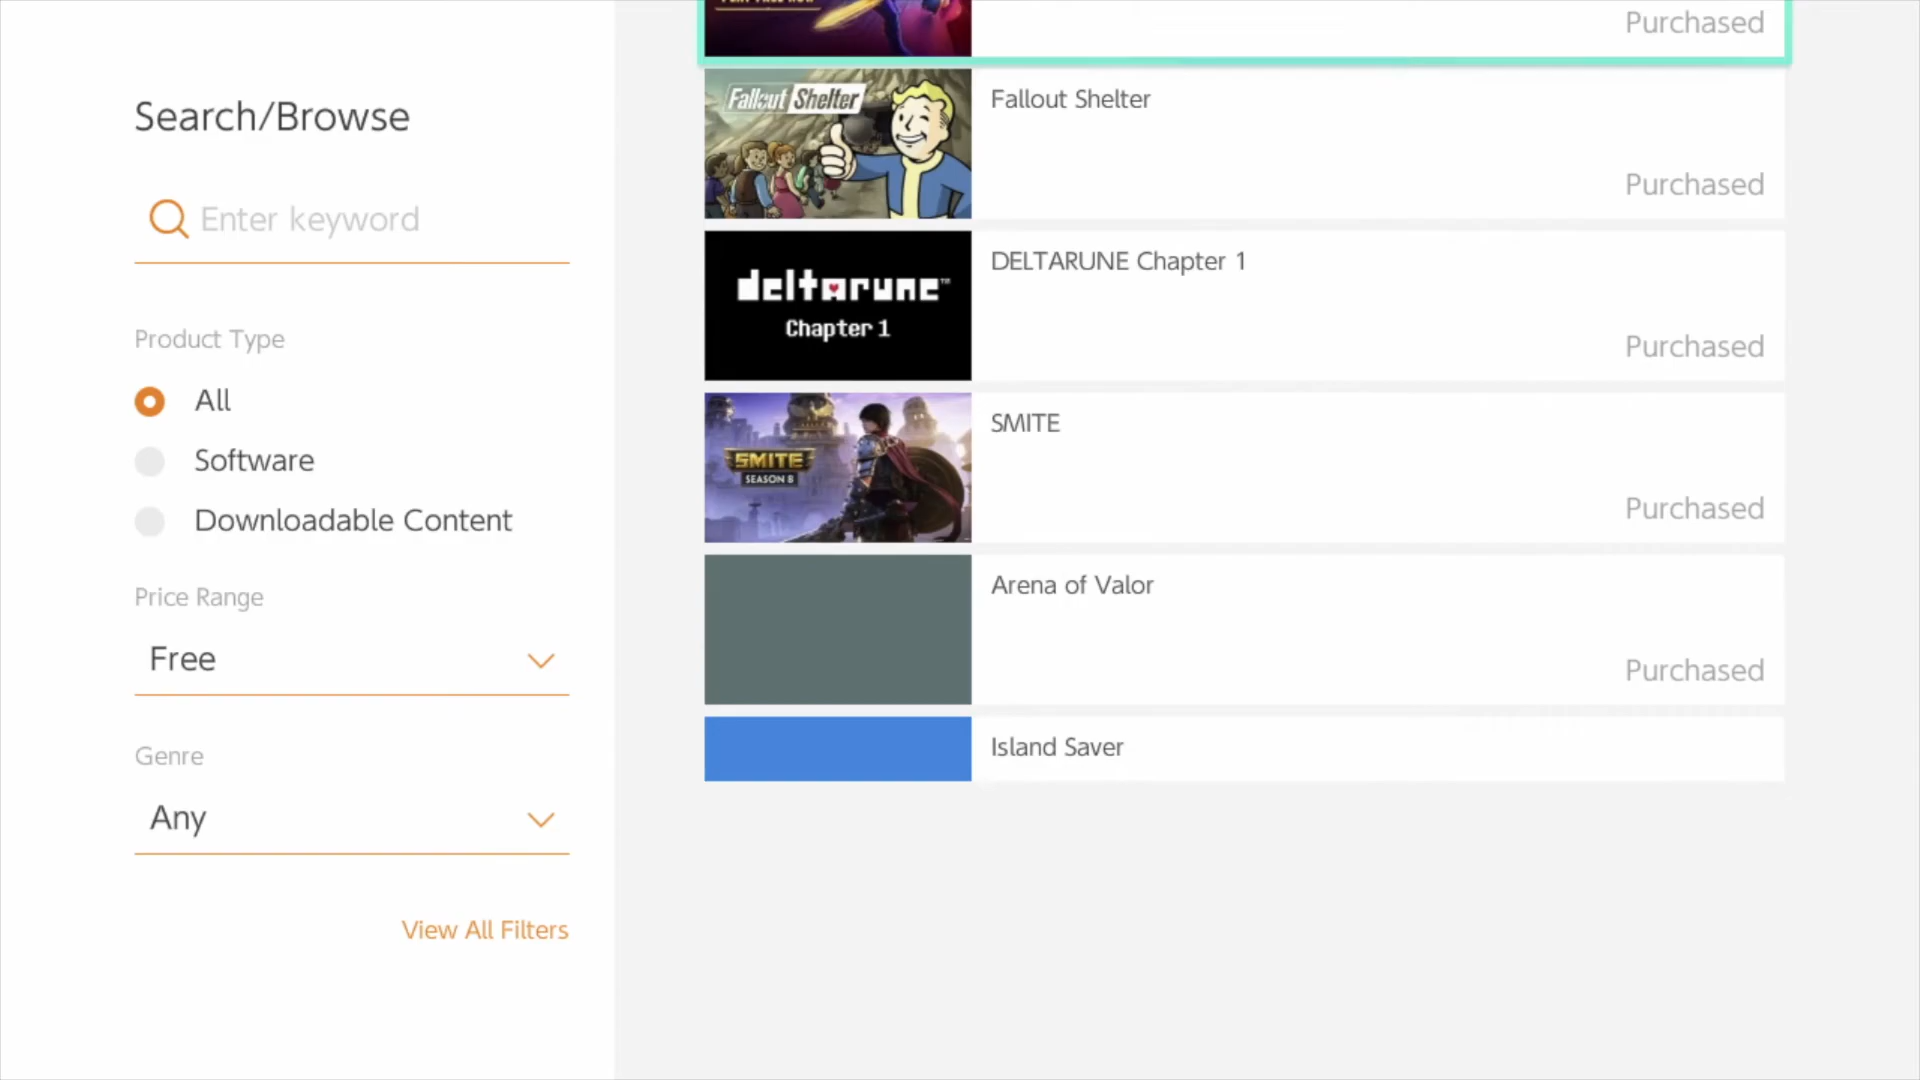 Search/Browse
Enter keyword
Product Type
All
Software
Downloadable Content
Price Range
Free
Genre
Any
View All Filters
Purchased
Fallout Shelter
Fallout Shelter
Purchased
deltarune™
Chapter 1
DELTARUNE Chapter 1
Purchased
SMITE
SEASON 8
SMITE
Purchased
Arena of Valor
Purchased
Island Saver